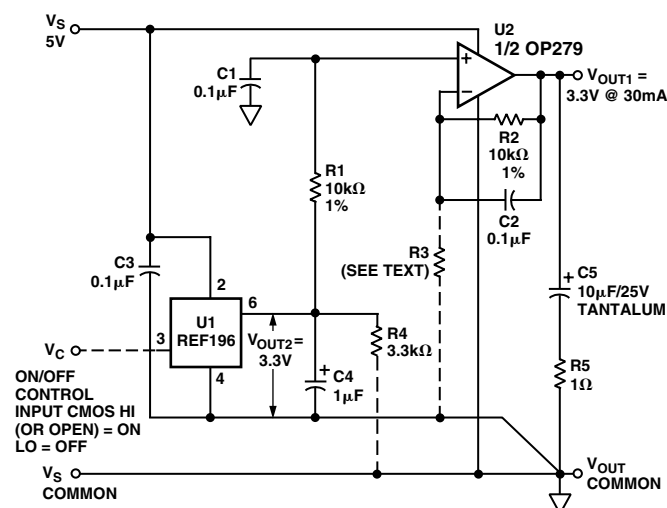 VS
5V
U2
1/2 OP279
+
−
C1
0.1µF
VOUT1 =
3.3V @ 30mA
R2
10kΩ
1%
R1
10kΩ
1%
C2
0.1µF
R3
(SEE TEXT)
C3
0.1µF
2
C5
10µF/25V
TANTALUM
+
U1
REF196
6
3
4
VOUT2 =
3.3V
R4
3.3kΩ
VC
ON/OFF
CONTROL
INPUT CMOS HI
(OR OPEN) = ON
LO = OFF
+
C4
1µF
R5
1Ω
VS
COMMON
VOUT
COMMON